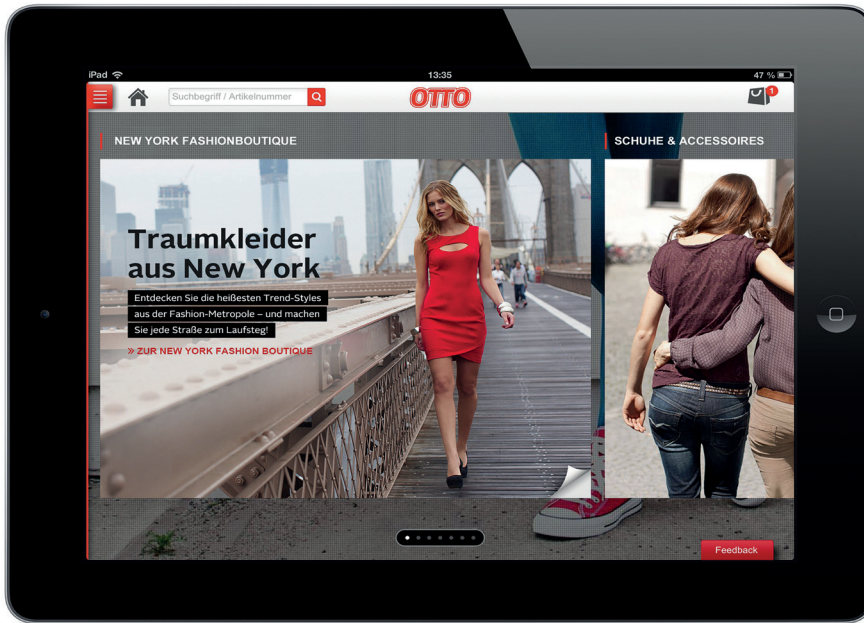 iPad
13:35
47 %
Suchbegriff / Artikelnummer
OTTO
1
NEW YORK FASHIONBOUTIQUE
SCHUHE & ACCESSOIRES
Traumkleider
aus New York
Entdecken Sie die heißesten Trend-Styles
aus der Fashion-Metropole – und machen
Sie jede Straße zum Laufsteg!
» ZUR NEW YORK FASHION BOUTIQUE
Feedback